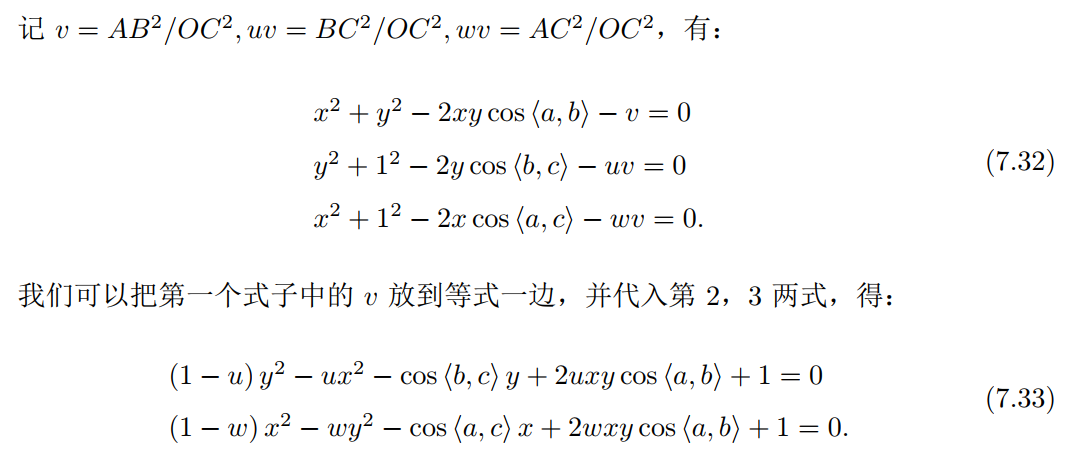 记 v = AB²/OC², uv = BC²/OC², wv = AC²/OC²，有：
x² + y² − 2xy cos ⟨a, b⟩ − v = 0
y² + 1² − 2y cos ⟨b, c⟩ − uv = 0
x² + 1² − 2x cos ⟨a, c⟩ − wv = 0.
(7.32)
我们可以把第一个式子中的 v 放到等式一边，并代入第 2，3 两式，得：
(1 − u) y² − ux² − cos ⟨b, c⟩ y + 2uxy cos ⟨a, b⟩ + 1 = 0
(1 − w) x² − wy² − cos ⟨a, c⟩ x + 2wxy cos ⟨a, b⟩ + 1 = 0.
(7.33)